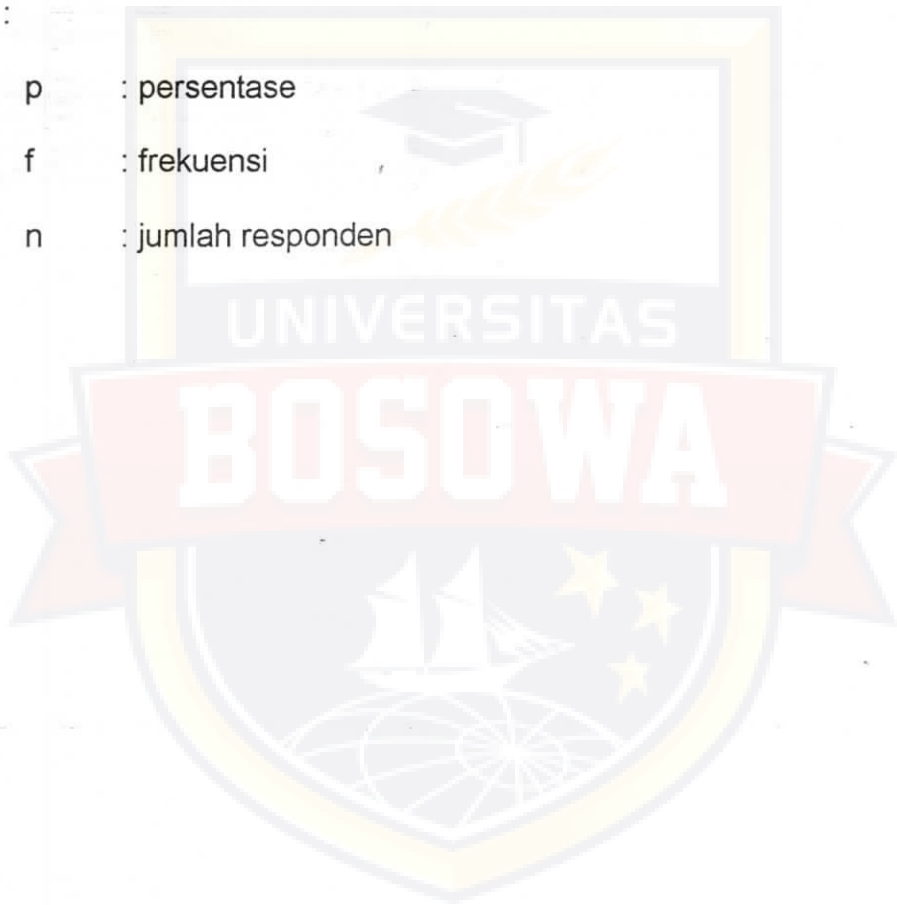 :
p : persentase
f : frekuensi
n : jumlah responden
UNIVERSITAS
BOSOWA